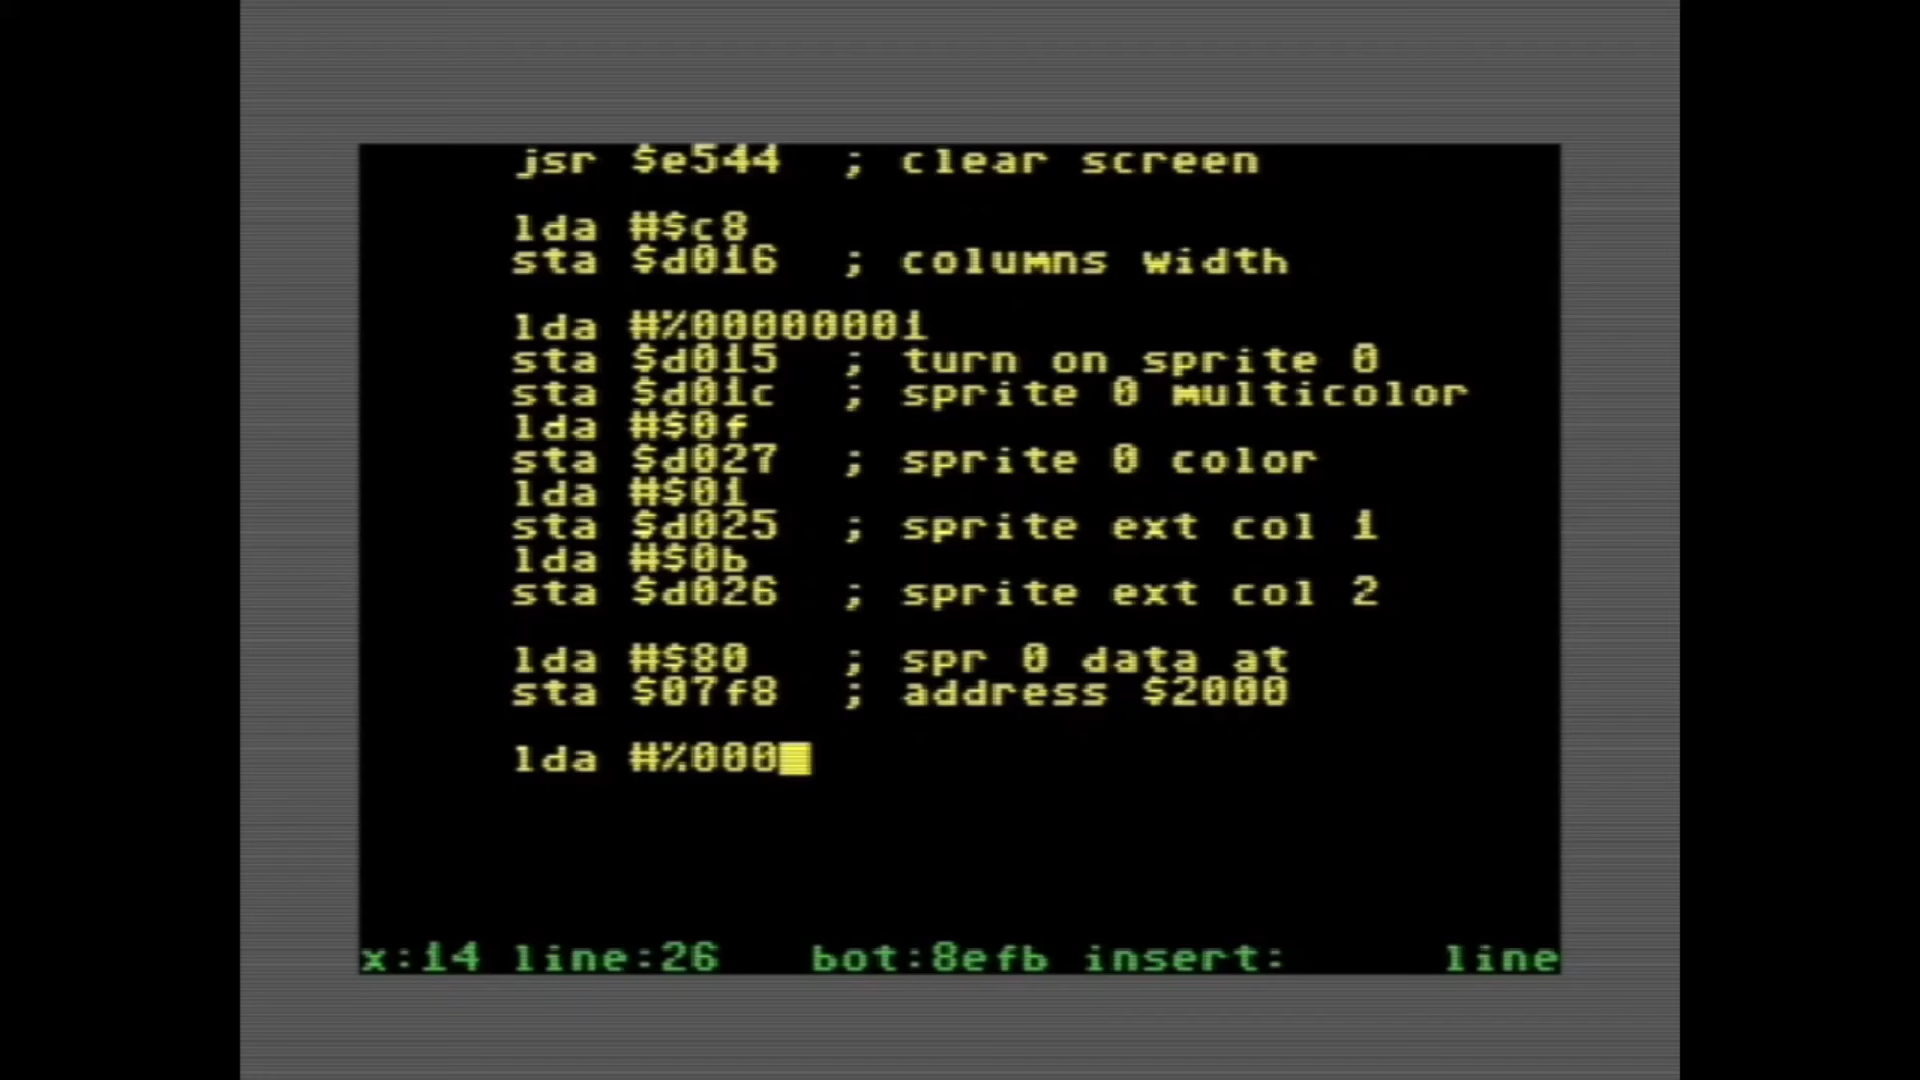 jsr $e544 ; clear screen
lda #$c8
sta $d016 ; columns width
lda #%00000001
sta $d015 ; turn on sprite 0
sta $d01c ; sprite 0 multicolor
lda #$0f
sta $d027 ; sprite 0 color
lda #$01
sta $d025 ; sprite ext col 1
lda #$0b
sta $d026 ; sprite ext col 2
lda #$80 ; spr 0 data at
sta $07f8 ; address $2000
lda #%000
x:14 line:26 bot:8efb insert: line